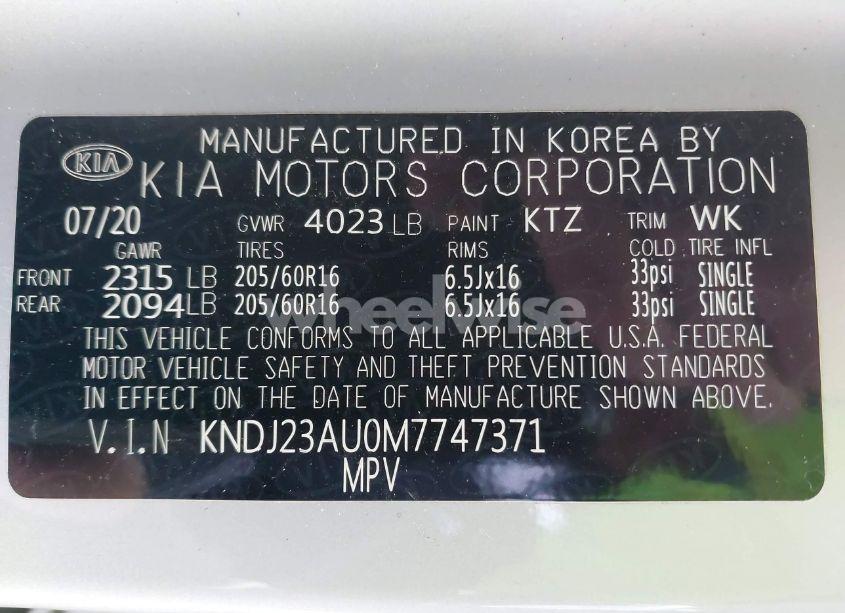 MANUFACTURED IN KOREA BY
KIA KIA MOTORS CORPORATION
07/20 GVWR 4023 LB PAINT KTZ TRIM WK
GAWR TIRES RIMS COLD TIRE INFL
FRONT 2315 LB 205/60R16 6.5Jx16 33psi SINGLE
REAR 2094 LB 205/60R16 6.5Jx16 33psi SINGLE
wheelwise
THIS VEHICLE CONFORMS TO ALL APPLICABLE U.S.A. FEDERAL
MOTOR VEHICLE SAFETY AND THEFT PREVENTION STANDARDS
IN EFFECT ON THE DATE OF MANUFACTURE SHOWN ABOVE.
V.I.N KNDJ23AU0M7747371
MPV